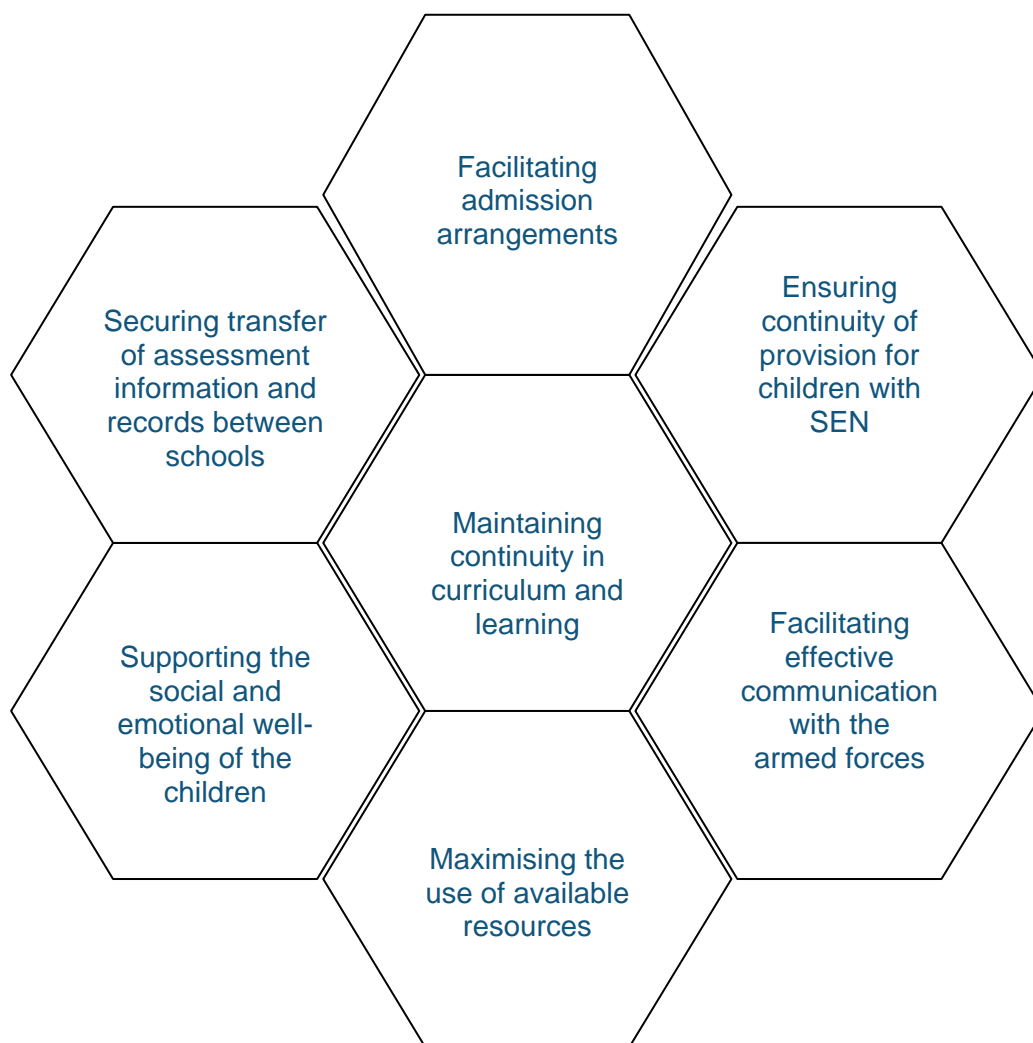 Facilitating
admission
arrangements
Securing transfer
of assessment
information and
records between
schools
Ensuring
continuity of
provision for
children with
SEN
Maintaining
continuity in
curriculum and
learning
Supporting the
social and
emotional well-
being of the
children
Facilitating
effective
communication
with the
armed forces
Maximising the
use of available
resources